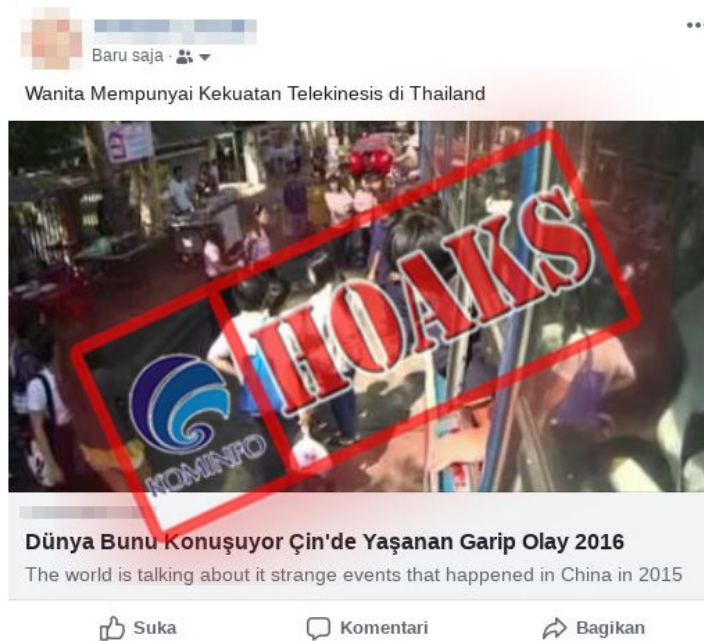 Baru saja ·
Wanita Mempunyai Kekuatan Telekinesis di Thailand
HOAKS
KOMINFO
Dünya Bunu Konuşuyor Çin'de Yaşanan Garip Olay 2016
The world is talking about it strange events that happened in China in 2015
Suka
Komentari
Bagikan